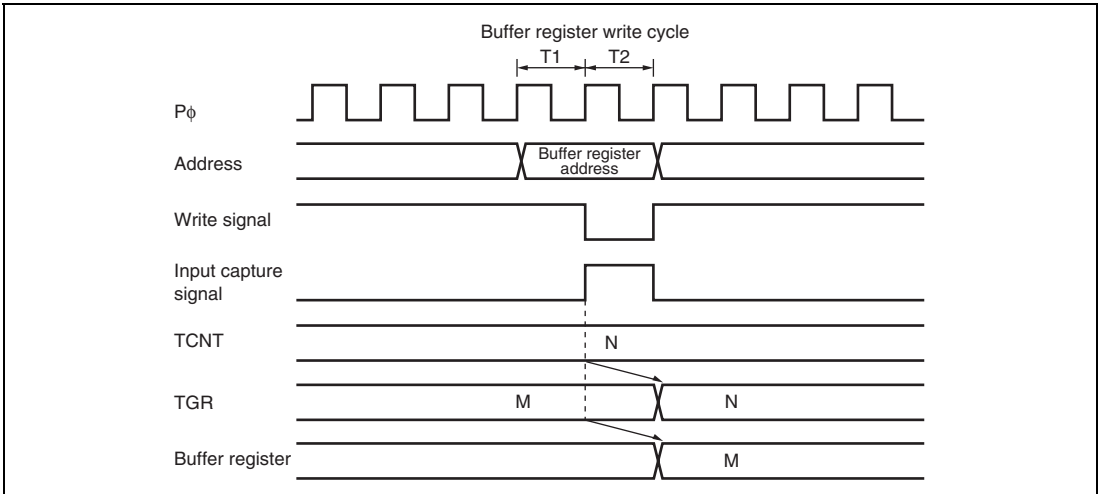 Buffer register write cycle
T1 T2
Pϕ
Address
Buffer register
address
Write signal
Input capture
signal
TCNT
N
TGR
M N
Buffer register
M